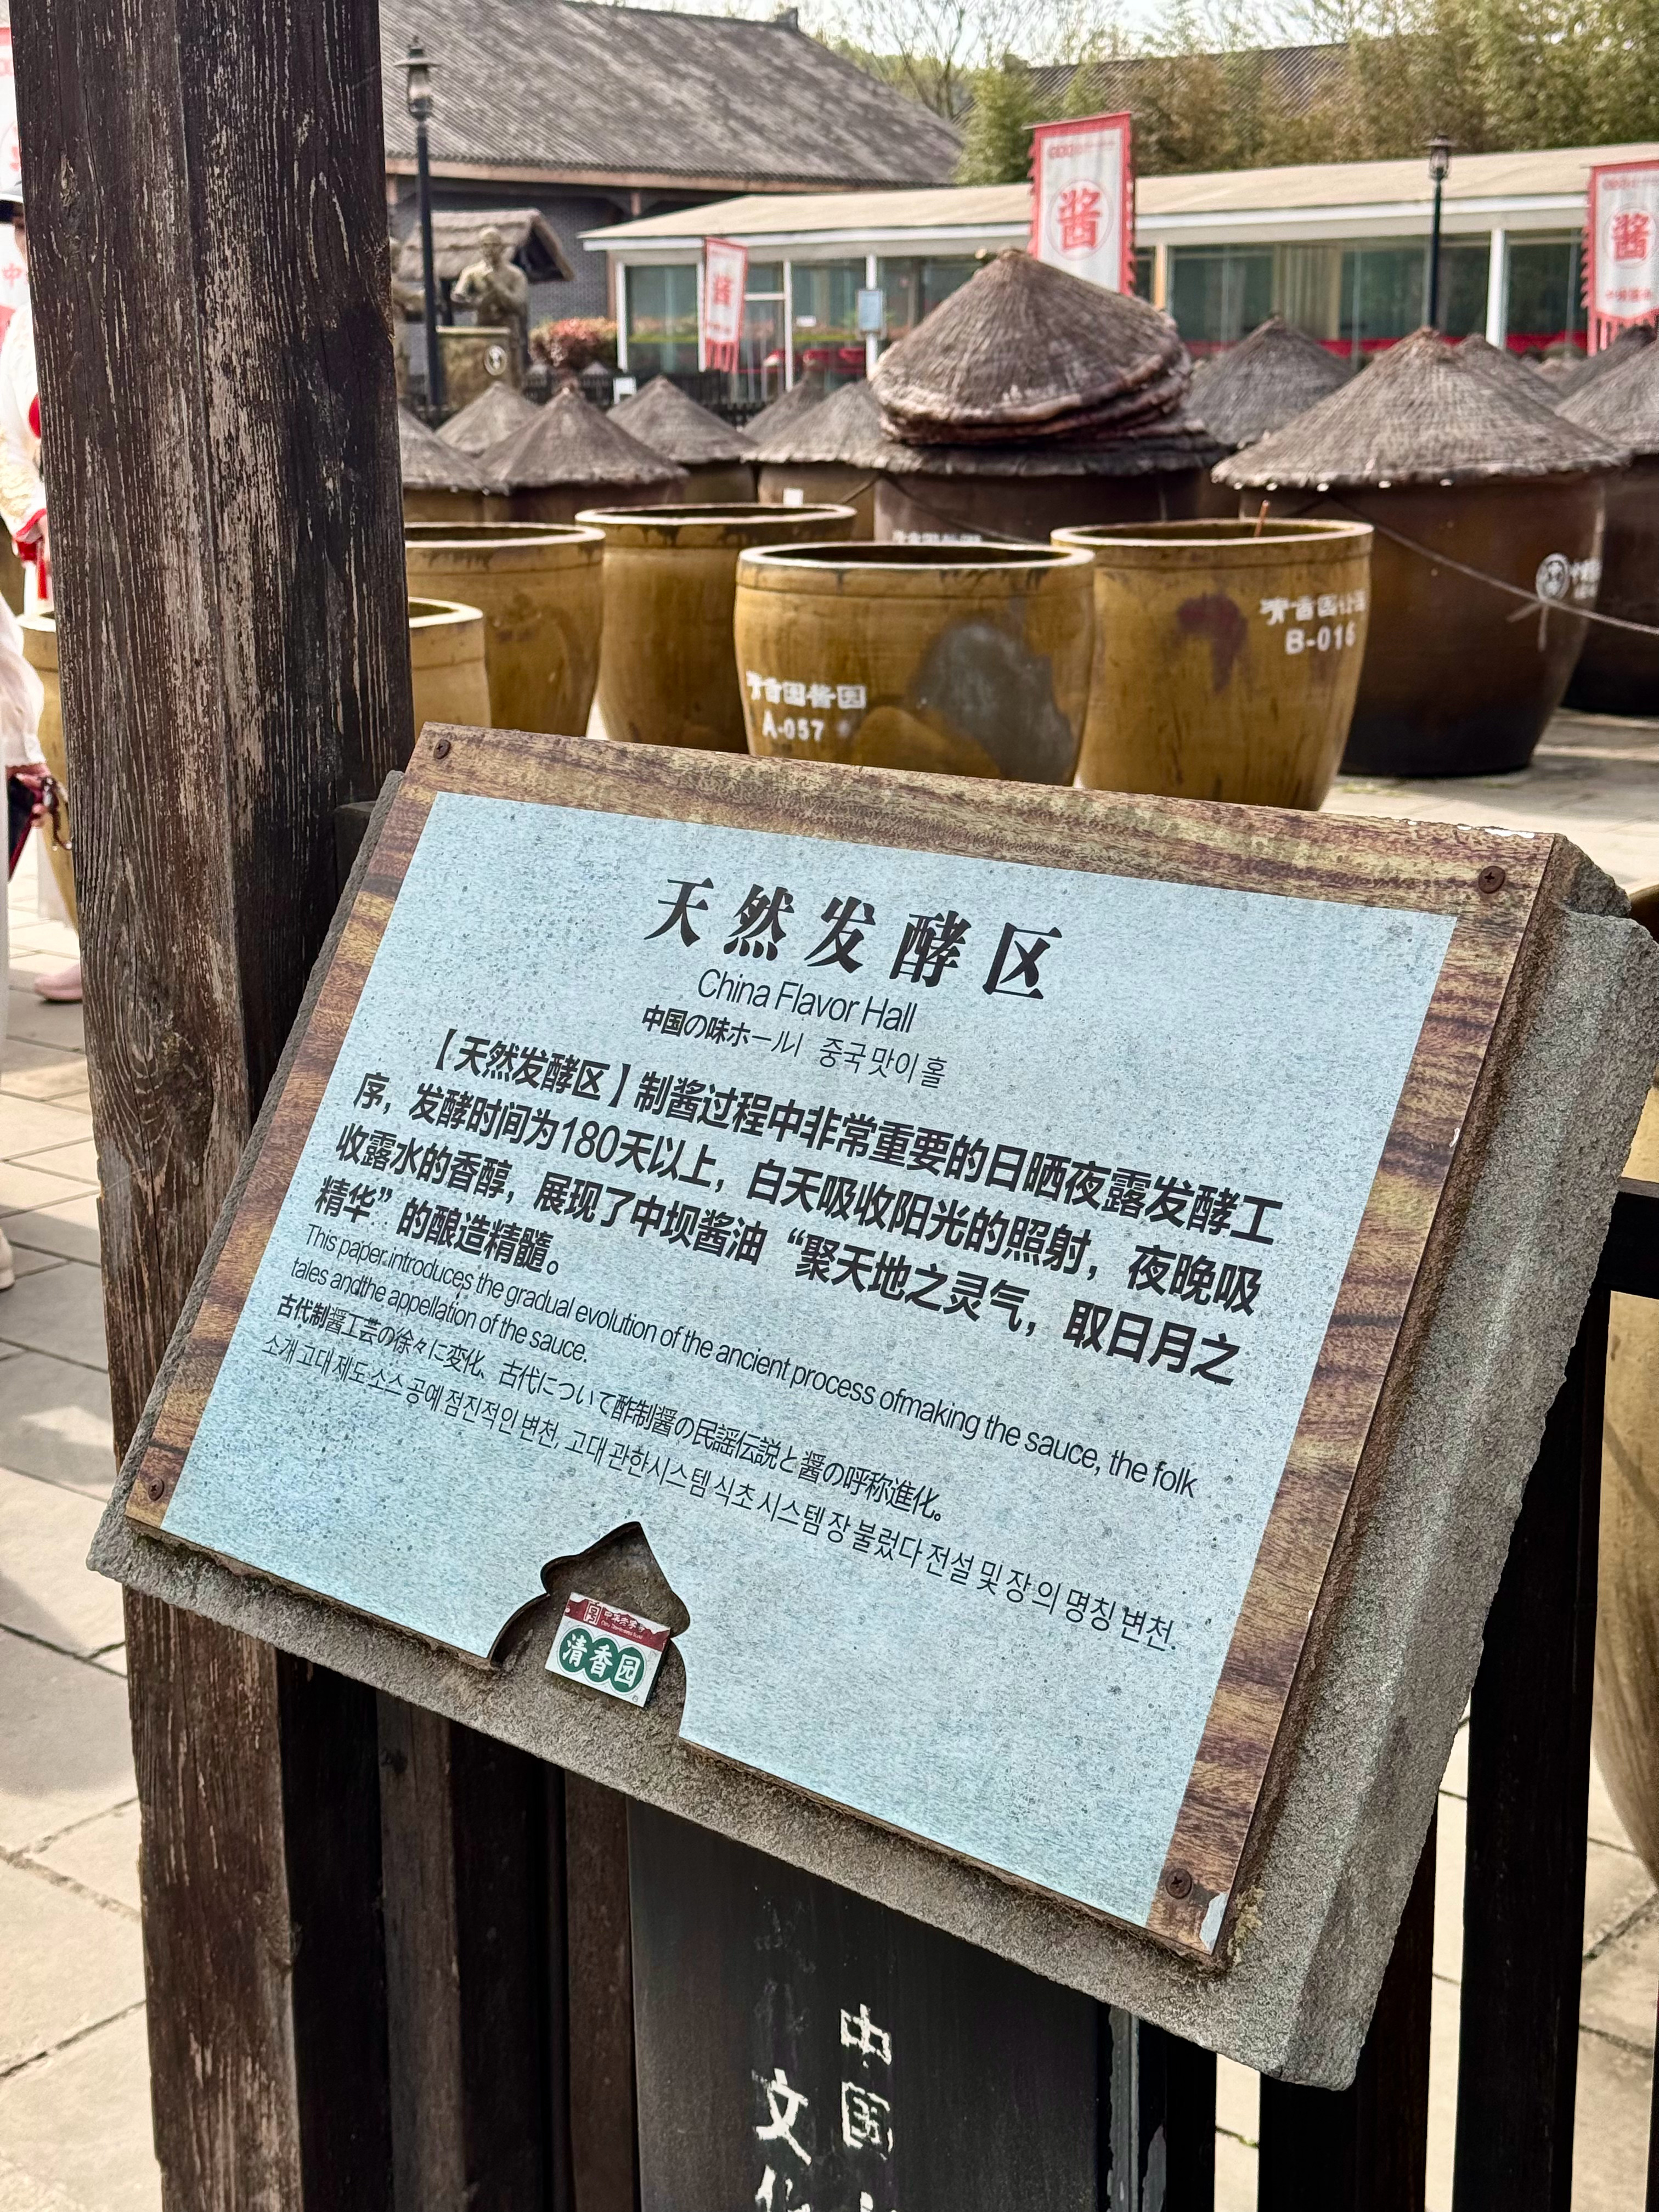 酱
酱
酱
清香园酱园
A-057
B-016
天然发酵区
China Flavor Hall
中国の味ホールI 중국 맛이 홀
【天然发酵区】制酱过程中非常重要的日晒夜露发酵工
序，发酵时间为180天以上，白天吸收阳光的照射，夜晚吸
收露水的香醇，展现了中坝酱油“聚天地之灵气，取日月之
精华”的酿造精髓。
This paper introduces the gradual evolution of the ancient process ofmaking the sauce, the folk
tales andthe appellation of the sauce.
古代制醤工芸の徐々に変化、古代について酢制醤の民謡伝説と醤の呼称進化。
소개 고대 제도 소스 공예 점진적인 변천, 고대 관한시스템 식초 시스템 장 불렀다 전설 및 장 의 명칭 변천.
清香园
中国
文化